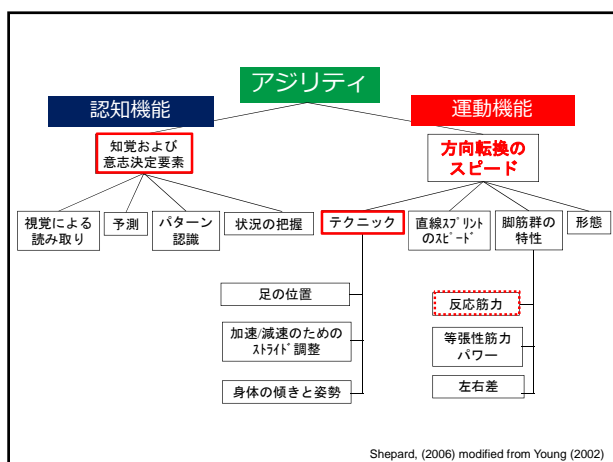 アジリティ
認知機能
運動機能
知覚および
意志決定要素
方向転換の
スピード
視覚による
読み取り
予測
パターン
認識
状況の把握
テクニック
直線ｽﾌﾟﾘﾝﾄ
のｽﾋﾟｰﾄﾞ
脚筋群の
特性
形態
足の位置
加速/減速のための
ｽﾄﾗｲﾄﾞ調整
身体の傾きと姿勢
反応筋力
等張性筋力
パワー
左右差
Shepard, (2006) modified from Young (2002)